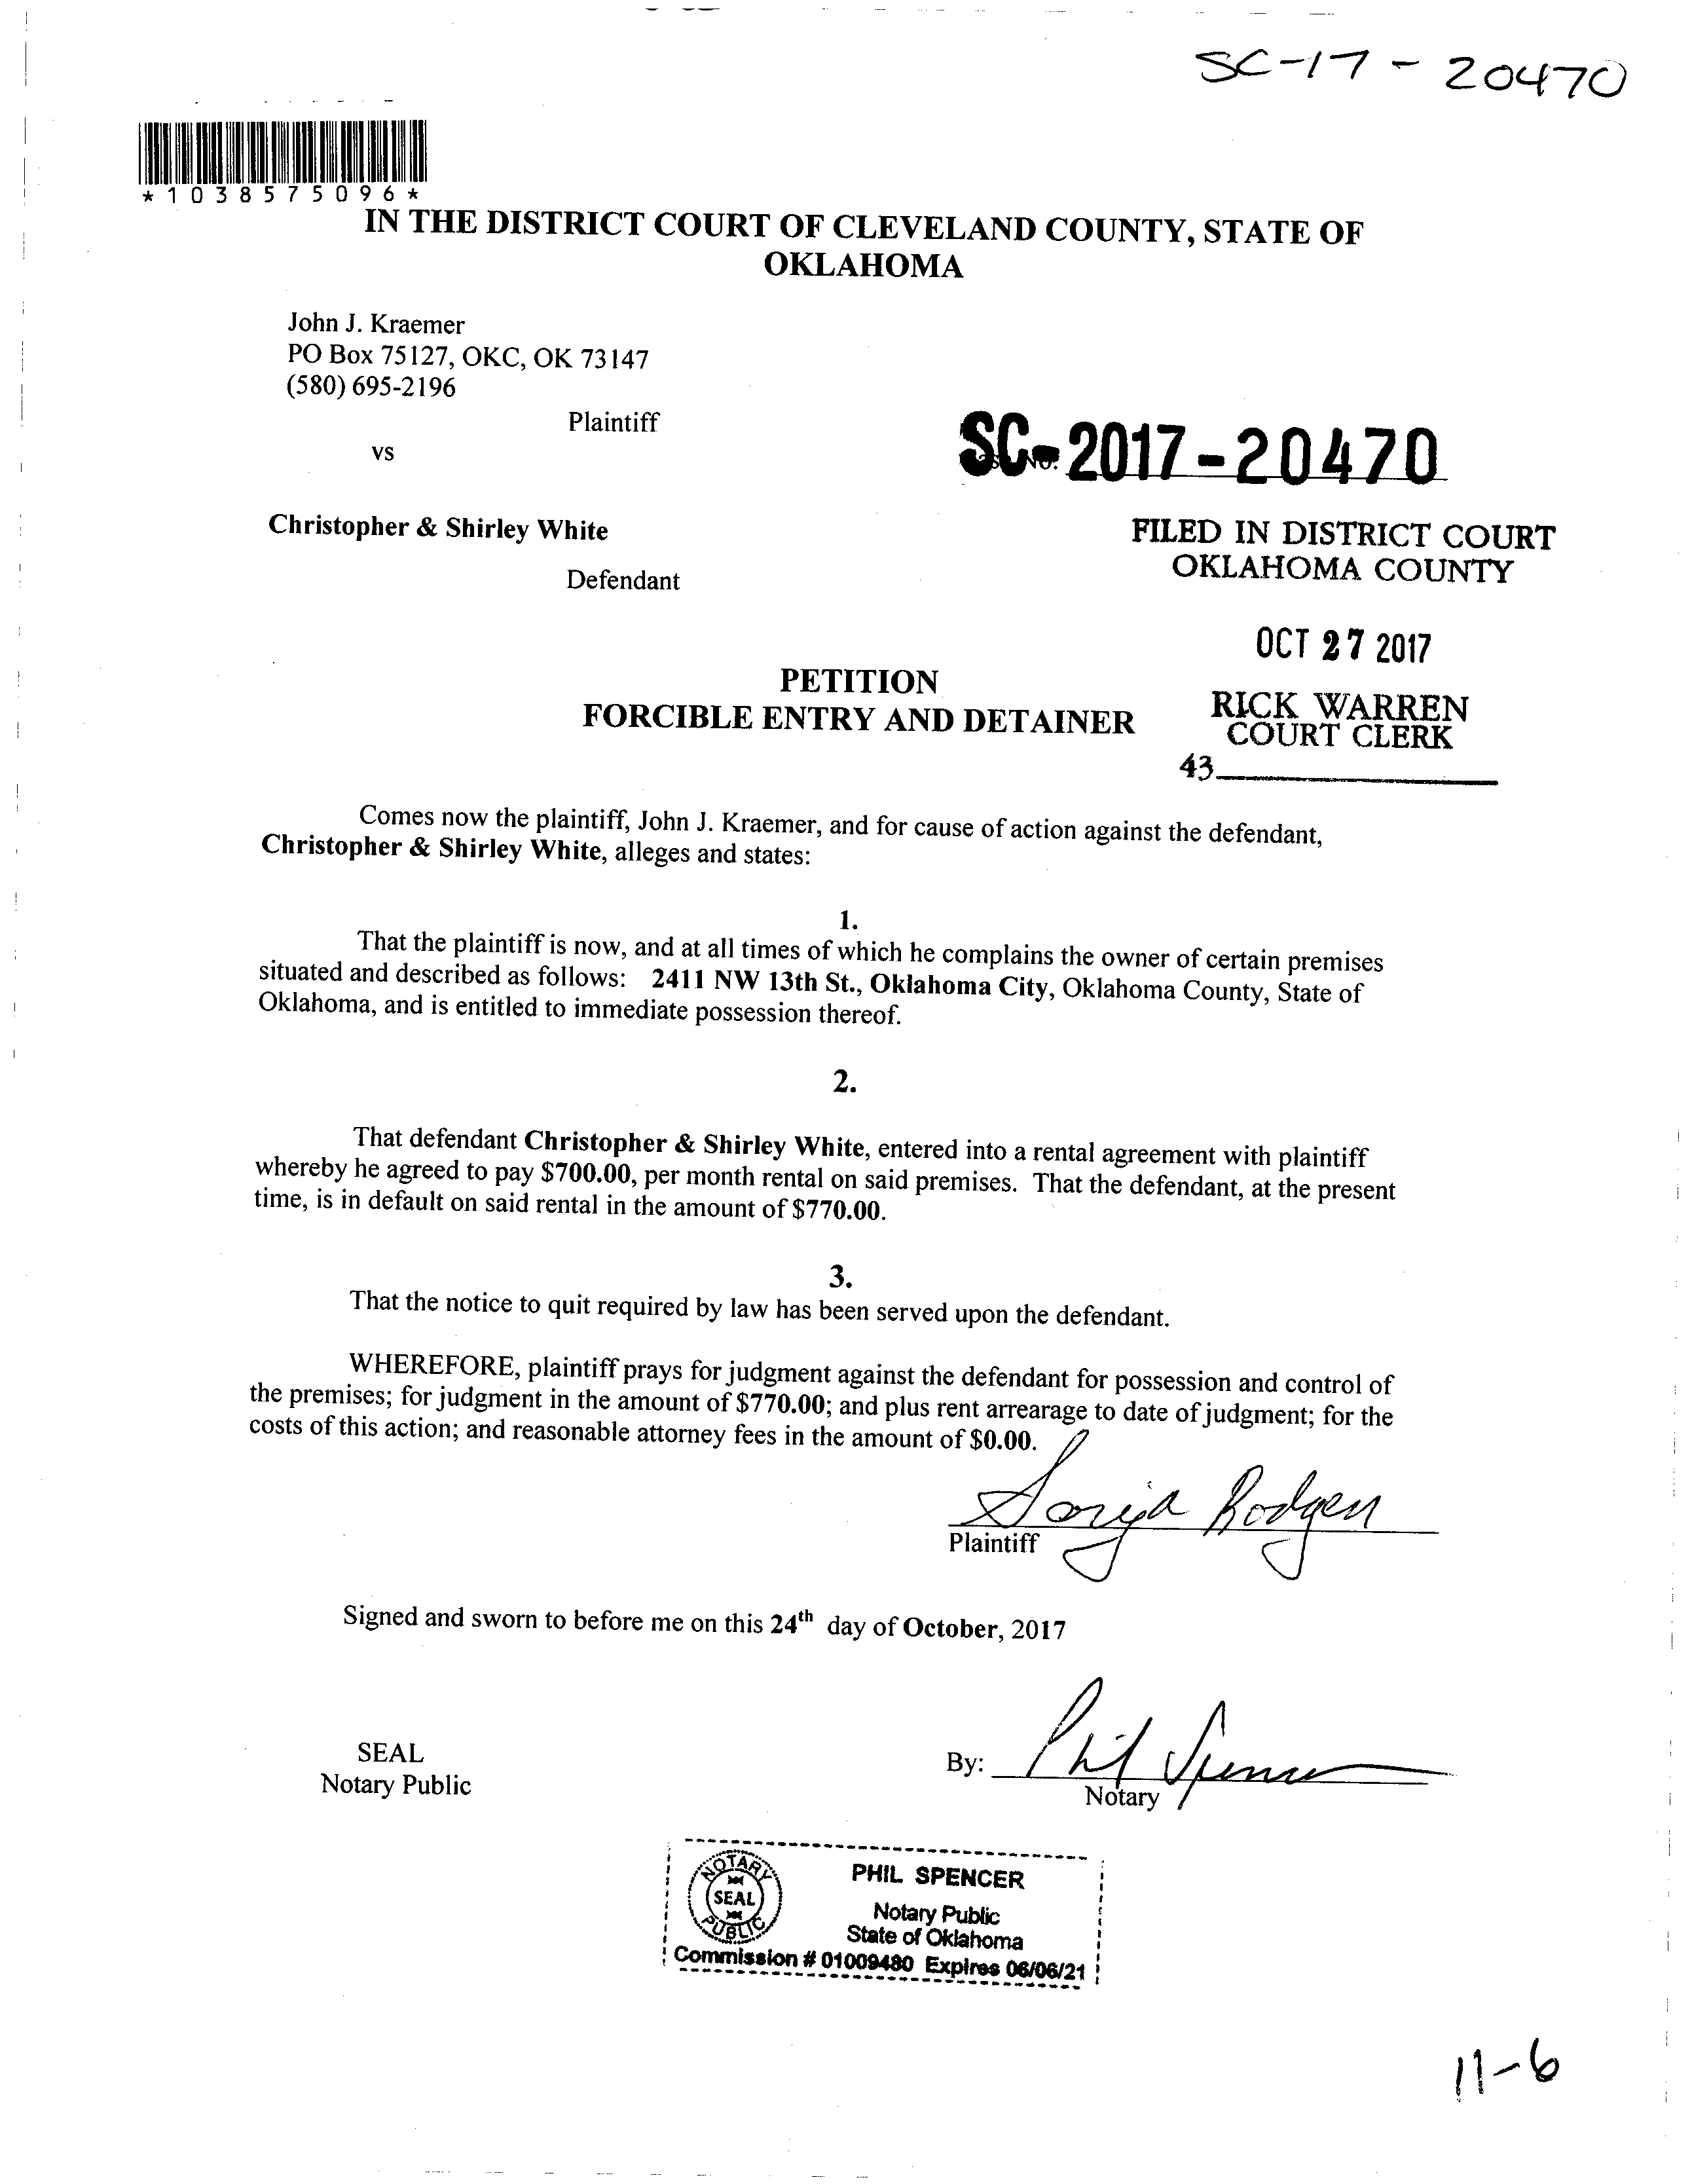 SC-17-20470
*1038575096*
IN THE DISTRICT COURT OF CLEVELAND COUNTY, STATE OF
OKLAHOMA
John J. Kraemer
PO Box 75127, OKC, OK 73147
(580) 695-2196
Plaintiff
vs
SC-2017-20470
Christopher & Shirley White
Defendant
FILED IN DISTRICT COURT
OKLAHOMA COUNTY
OCT 27 2017
RICK WARREN
COURT CLERK
43
PETITION
FORCIBLE ENTRY AND DETAINER
Comes now the plaintiff, John J. Kraemer, and for cause of action against the defendant,
Christopher & Shirley White, alleges and states:
1.
That the plaintiff is now, and at all times of which he complains the owner of certain premises
situated and described as follows: 2411 NW 13th St., Oklahoma City, Oklahoma County, State of
Oklahoma, and is entitled to immediate possession thereof.
2.
That defendant Christopher & Shirley White, entered into a rental agreement with plaintiff
whereby he agreed to pay $700.00, per month rental on said premises. That the defendant, at the present
time, is in default on said rental in the amount of $770.00.
3.
That the notice to quit required by law has been served upon the defendant.
WHEREFORE, plaintiff prays for judgment against the defendant for possession and control of
the premises; for judgment in the amount of $770.00; and plus rent arrearage to date of judgment; for the
costs of this action; and reasonable attorney fees in the amount of $0.00.
Sonja Rodgers
Plaintiff
Signed and sworn to before me on this 24th day of October, 2017
SEAL
Notary Public
By: Phil Spencer
Notary
NOTARY
SEAL
PUBLIC
PHIL SPENCER
Notary Public
State of Oklahoma
Commission # 01009480 Expires 06/06/21
11-6